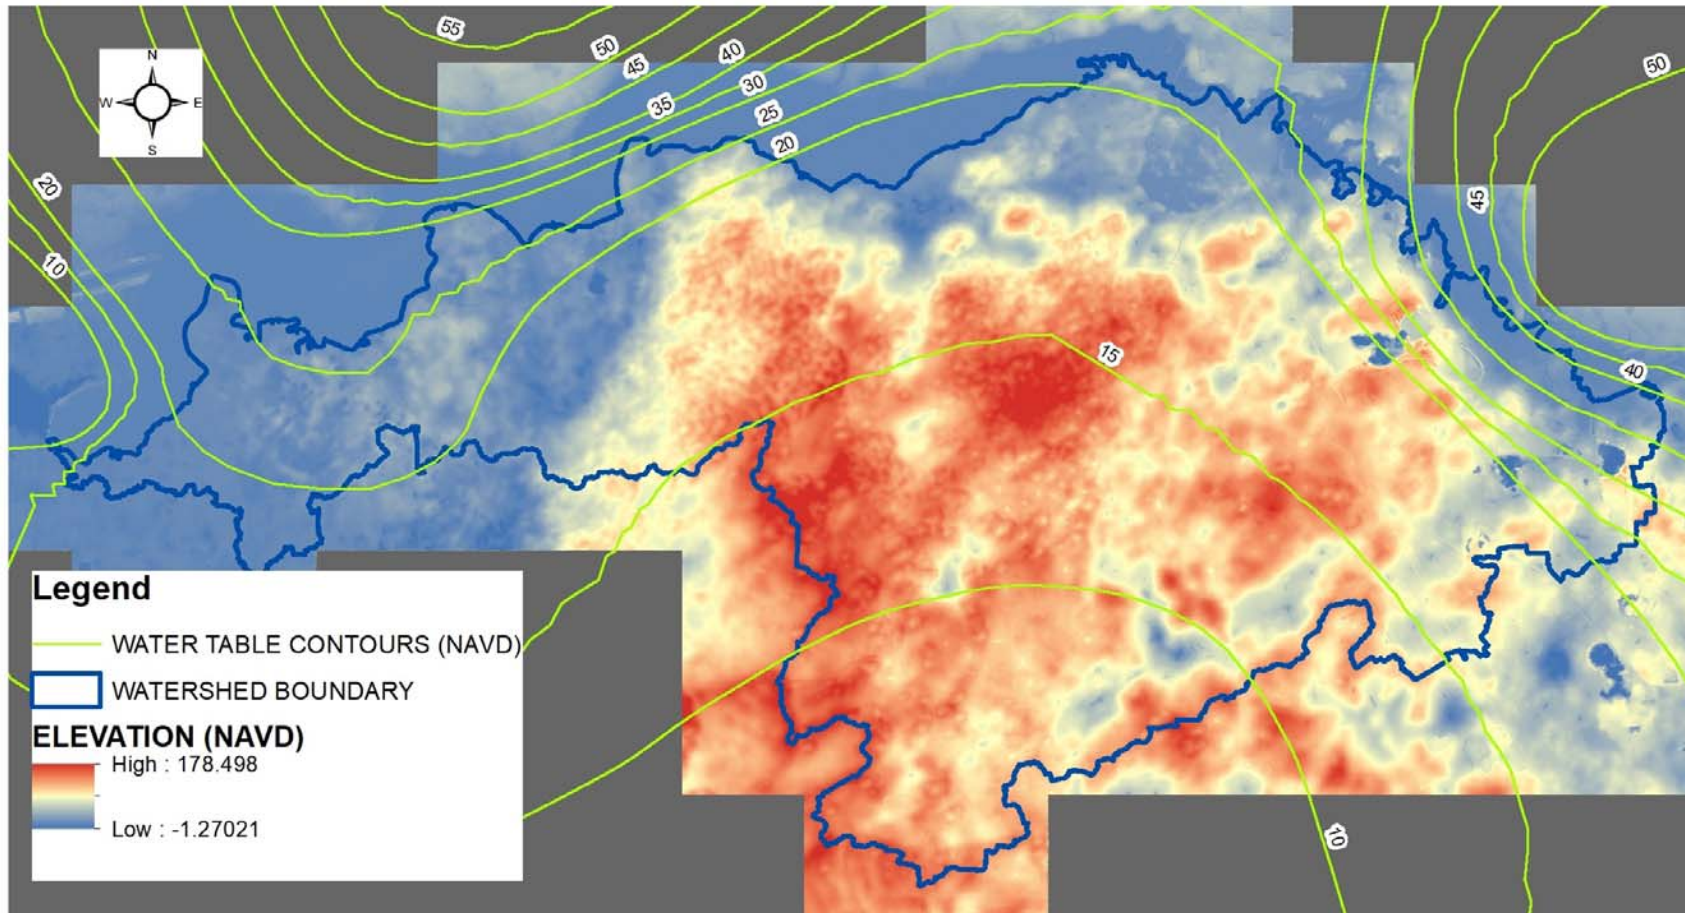 55
50
45
40
35
30
25
20
50
45
40
15
10
20
10
N
W E
S
Legend
WATER TABLE CONTOURS (NAVD)
WATERSHED BOUNDARY
ELEVATION (NAVD)
High : 178.498
Low : -1.27021